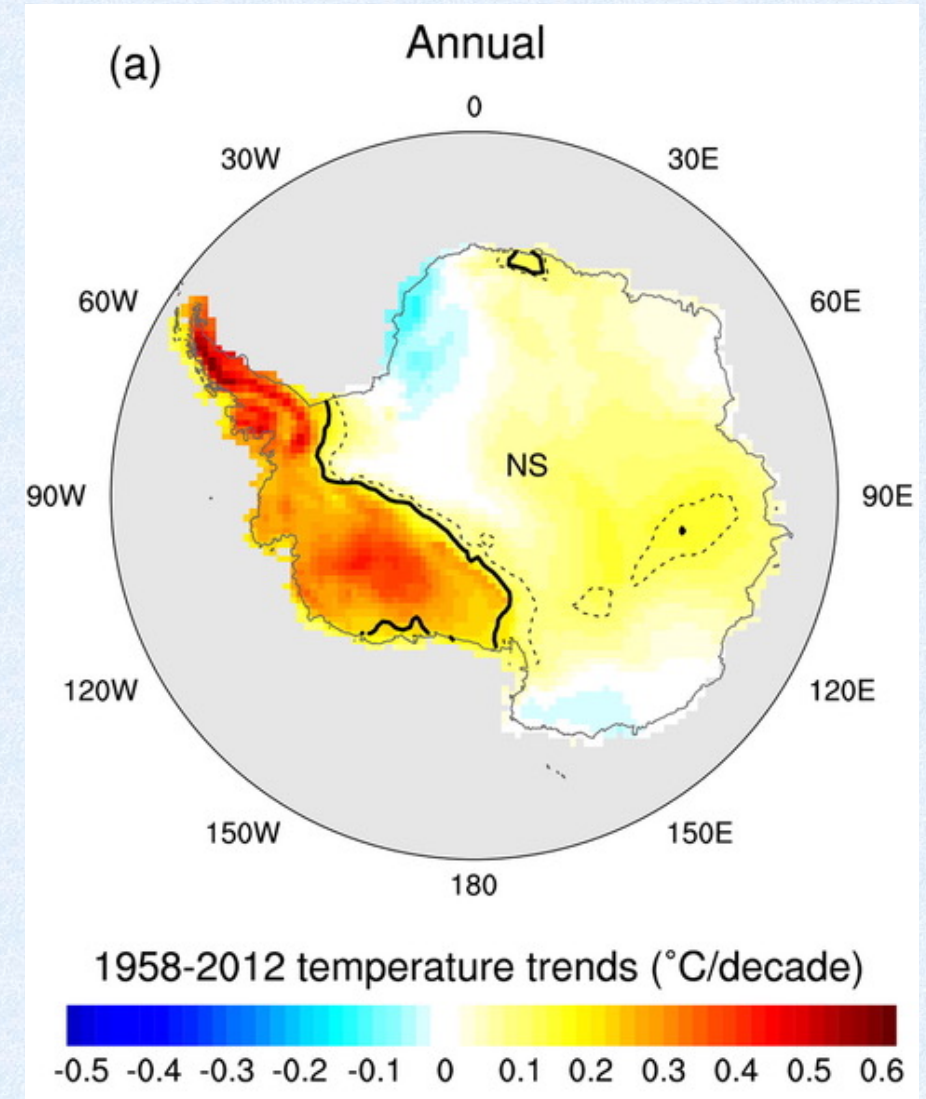 (a)
Annual
0
30W
30E
60W
60E
NS
90W
90E
120W
120E
150W
150E
180
1958-2012 temperature trends (˚C/decade)
-0.5 -0.4 -0.3 -0.2 -0.1 0 0.1 0.2 0.3 0.4 0.5 0.6